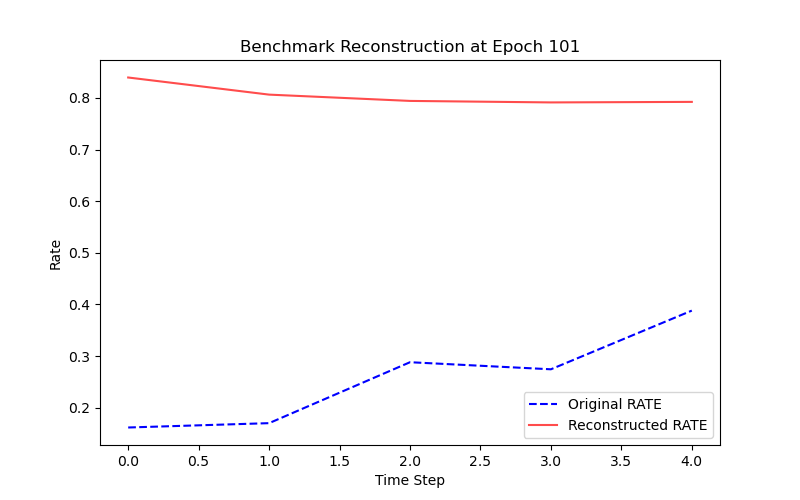 Benchmark Reconstruction at Epoch 101
Rate
0.8
0.7
0.6
0.5
0.4
0.3
0.2
Original RATE
Reconstructed RATE
0.0 0.5 1.0 1.5 2.0 2.5 3.0 3.5 4.0
Time Step